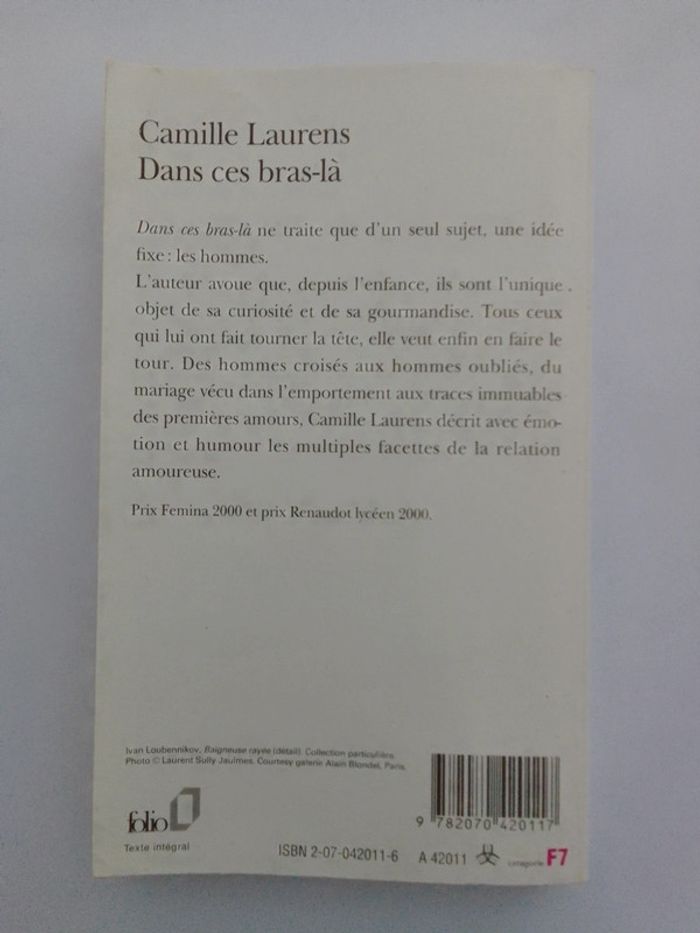 Camille Laurens
Dans ces bras-là
Dans ces bras-là ne traite que d'un seul sujet, une idée
fixe : les hommes.
L'auteur avoue que, depuis l'enfance, ils sont l'unique
objet de sa curiosité et de sa gourmandise. Tous ceux
qui lui ont fait tourner la tête, elle veut enfin en faire le
tour. Des hommes croisés aux hommes oubliés, du
mariage vécu dans l'emportement aux traces immuables
des premières amours, Camille Laurens décrit avec émo-
tion et humour les multiples facettes de la relation
amoureuse.
Prix Femina 2000 et prix Renaudot lycéen 2000.
Ivan Loubennikov, Baigneuse rayée (détail). Collection particulière.
Photo © Laurent Sully Jaulmes. Courtesy galerie Alain Blondel, Paris.
folio
Texte intégral
9 782070 420117
ISBN 2-07-042011-6 A 42011 catégorie F7